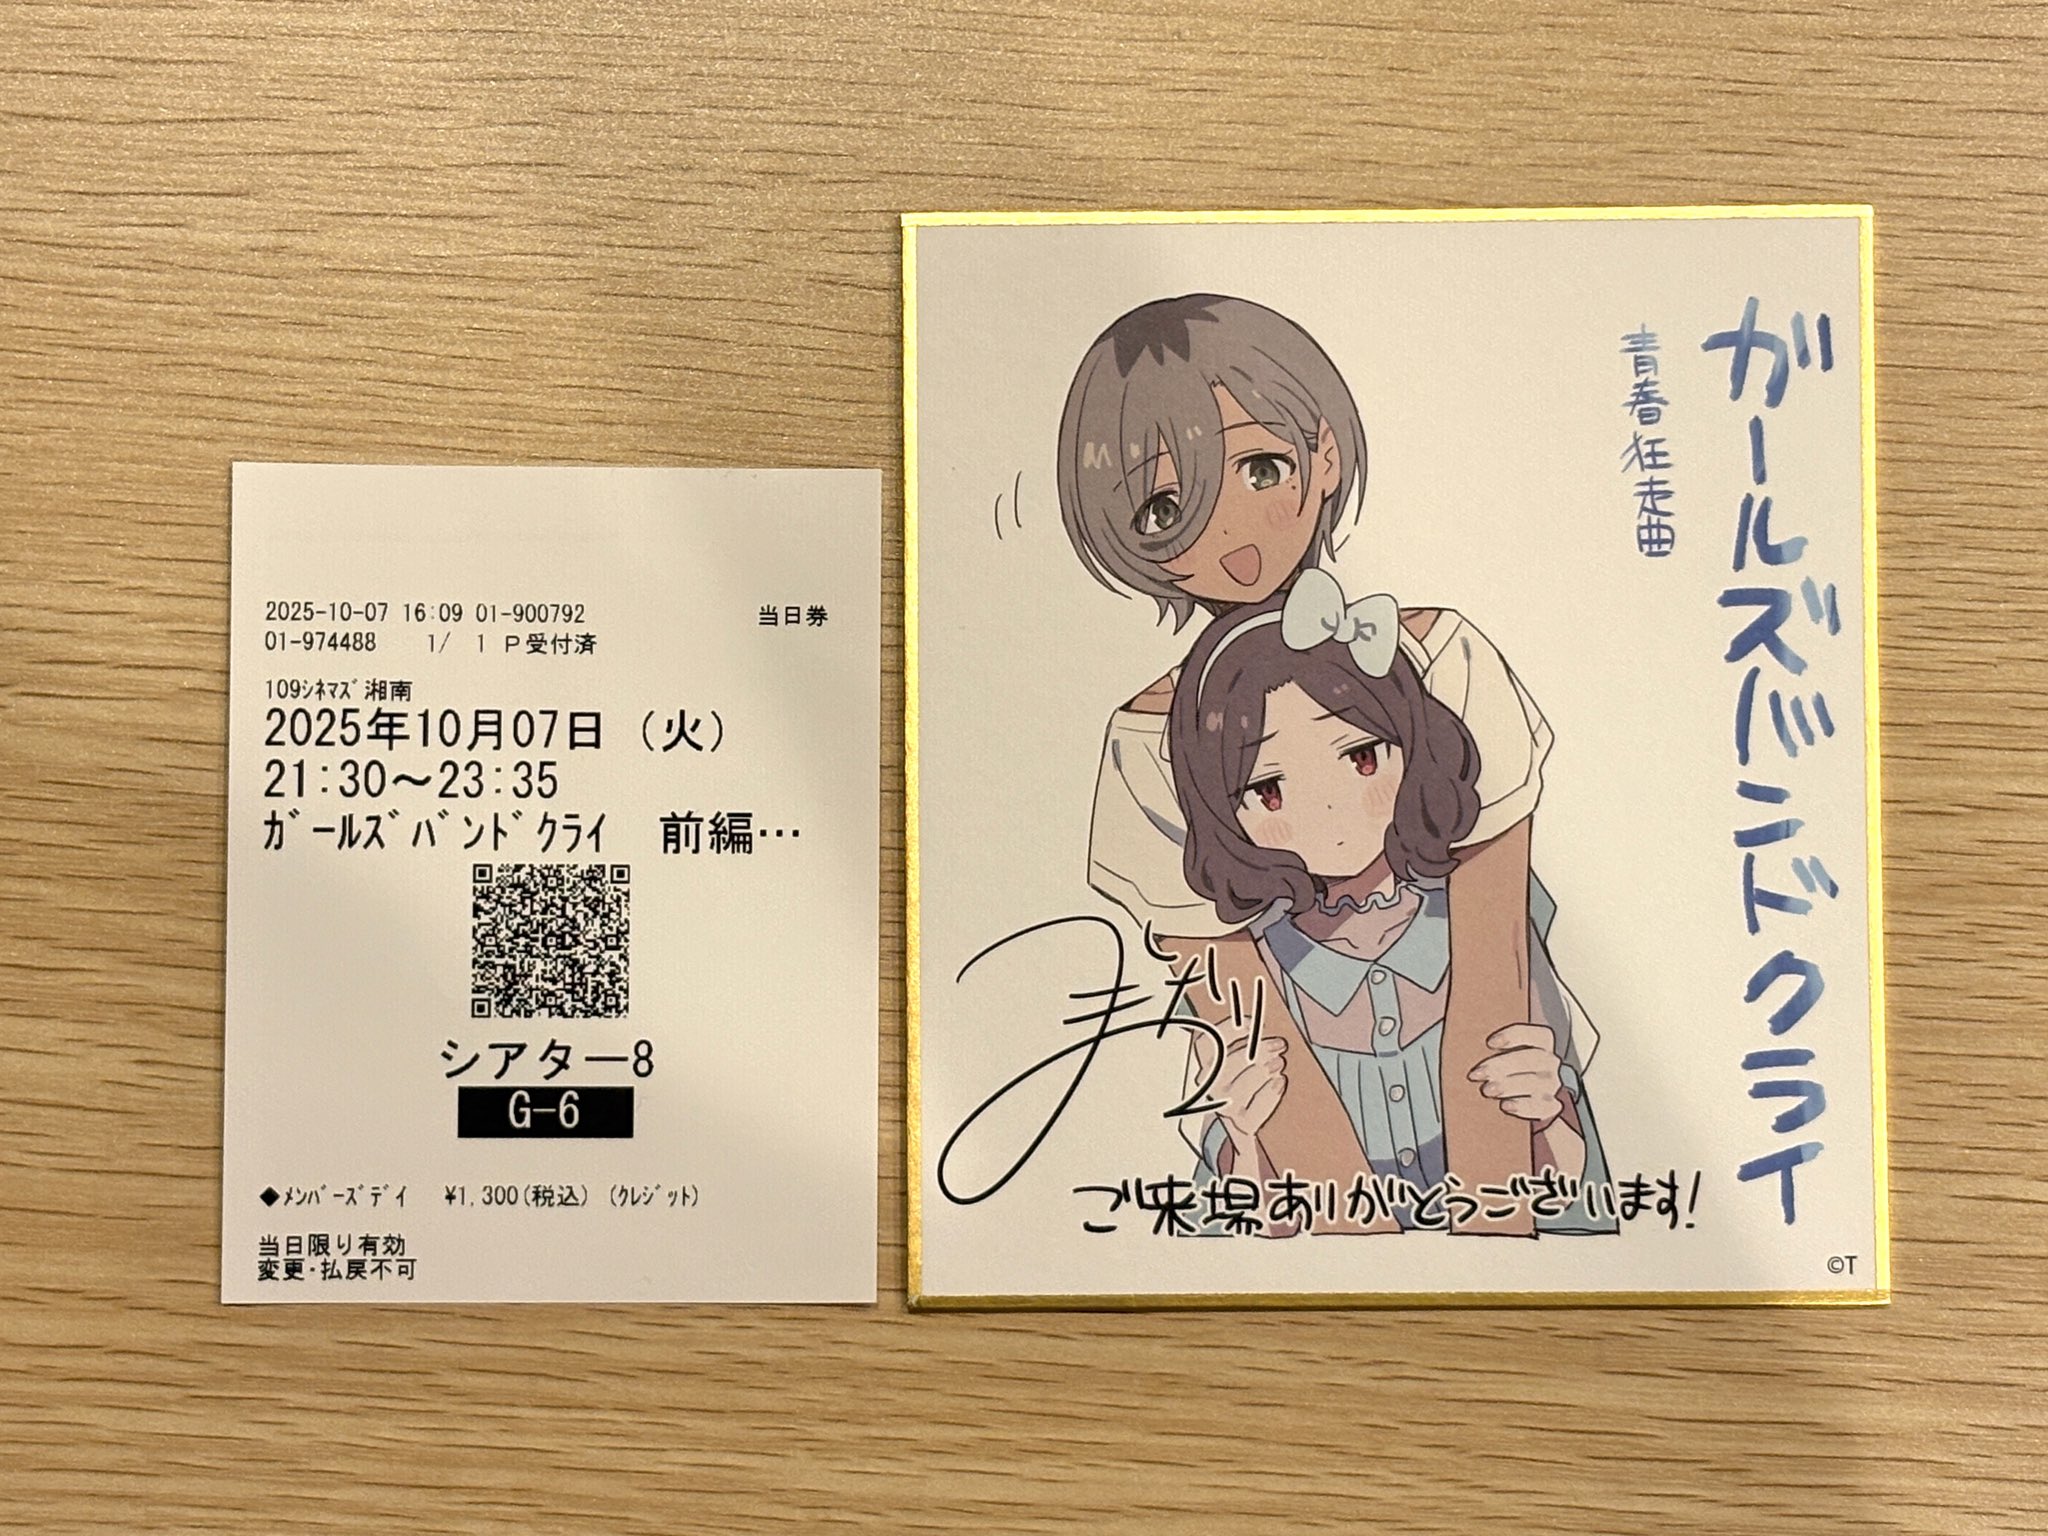 2025-10-07 16:09 01-900792 当日券
01-974488 1/ 1 P受付済
109ｼﾈﾏｽﾞ湘南
2025年10月07日 (火)
21:30～23:35
ｶﾞｰﾙｽﾞﾊﾞﾝﾄﾞｸﾗｲ 前編…
シアター8
G-6
◆ﾒﾝﾊﾞｰｽﾞﾃﾞｲ ¥1,300(税込) (ｸﾚｼﾞｯﾄ)
当日限り有効
変更・払戻不可
ガールズバンドクライ
青春狂走曲
ご来場ありがとうございます!
©T